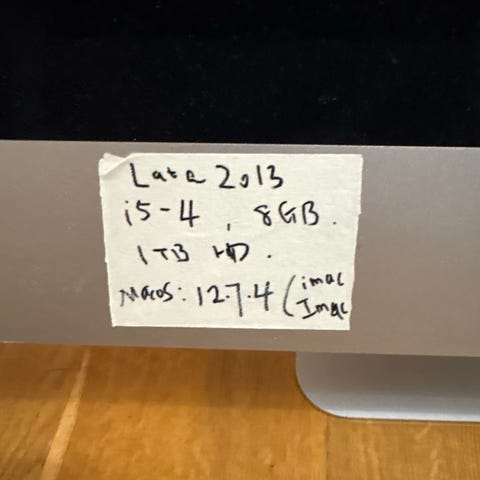 Late 2013
i5-4, 8GB.
1TB HD.
MacOS: 12.7.4 (imac
Imac